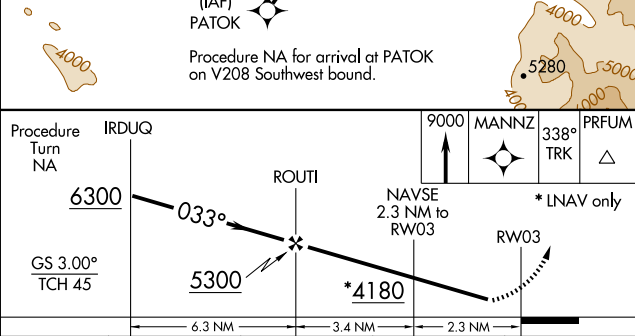 (IAF)
PATOK
Procedure NA for arrival at PATOK
on V208 Southwest bound.
4000
4000
5280
5000
400
Procedure
Turn
NA
IRDUQ
9000
MANNZ
338°
TRK
PRFUM
ROUTI
NAVSE
2.3 NM to
RW03
* LNAV only
6300
033°
RW03
GS 3.00°
TCH 45
5300
*4180
6.3 NM
3.4 NM
2.3 NM